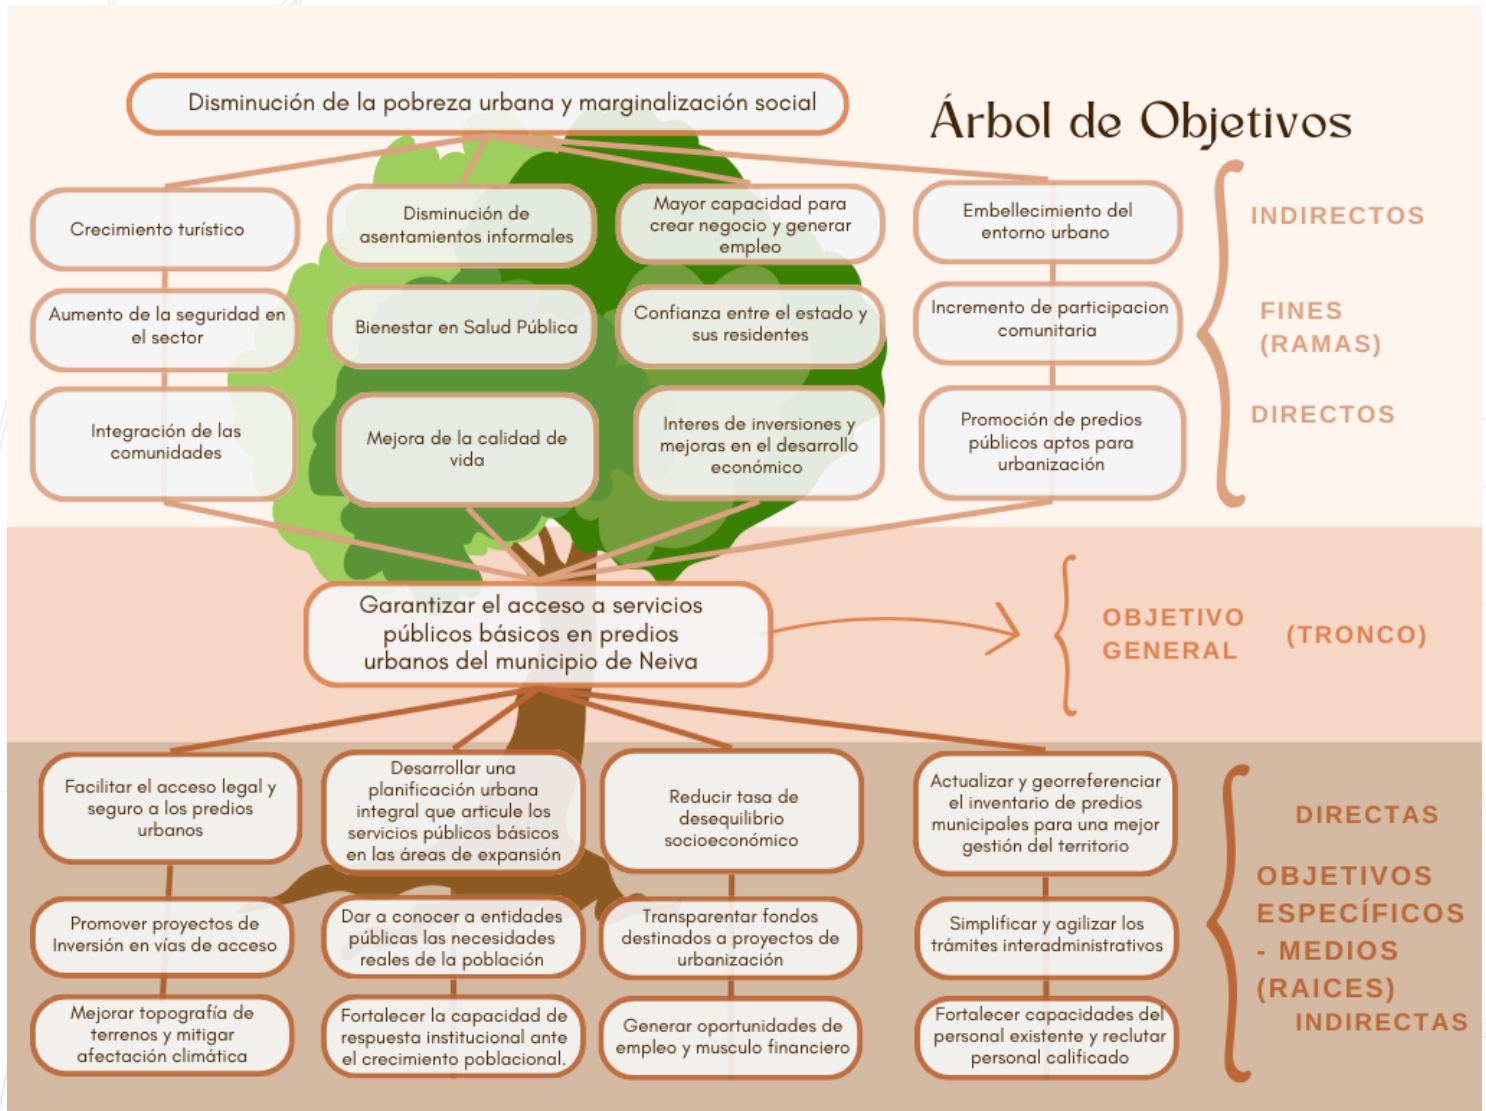 Disminución de la pobreza urbana y marginalización social
Árbol de Objetivos
Crecimiento turístico
Disminución de
asentamientos informales
Mayor capacidad para
crear negocio y generar
empleo
Embellecimiento del
entorno urbano
INDIRECTOS
Aumento de la seguridad en
el sector
Bienestar en Salud Pública
Confianza entre el estado y
sus residentes
Incremento de participacion
comunitaria
FINES
(RAMAS)
Integración de las
comunidades
Mejora de la calidad de
vida
Interes de inversiones y
mejoras en el desarrollo
económico
Promoción de predios
públicos aptos para
urbanización
DIRECTOS
Garantizar el acceso a servicios
públicos básicos en predios
urbanos del municipio de Neiva
OBJETIVO
GENERAL
(TRONCO)
Facilitar el acceso legal y
seguro a los predios
urbanos
Desarrollar una
planificación urbana
integral que articule los
servicios públicos básicos
en las áreas de expansión
Reducir tasa de
desequilibrio
socioeconómico
Actualizar y georreferenciar
el inventario de predios
municipales para una mejor
gestión del territorio
DIRECTAS
Promover proyectos de
Inversión en vías de acceso
Dar a conocer a entidades
públicas las necesidades
reales de la población
Transparentar fondos
destinados a proyectos de
urbanización
Simplificar y agilizar los
trámites interadministrativos
OBJETIVOS
ESPECÍFICOS
- MEDIOS
(RAICES)
Mejorar topografía de
terrenos y mitigar
afectación climática
Fortalecer la capacidad de
respuesta institucional ante
el crecimiento poblacional.
Generar oportunidades de
empleo y musculo financiero
Fortalecer capacidades del
personal existente y reclutar
personal calificado
INDIRECTAS